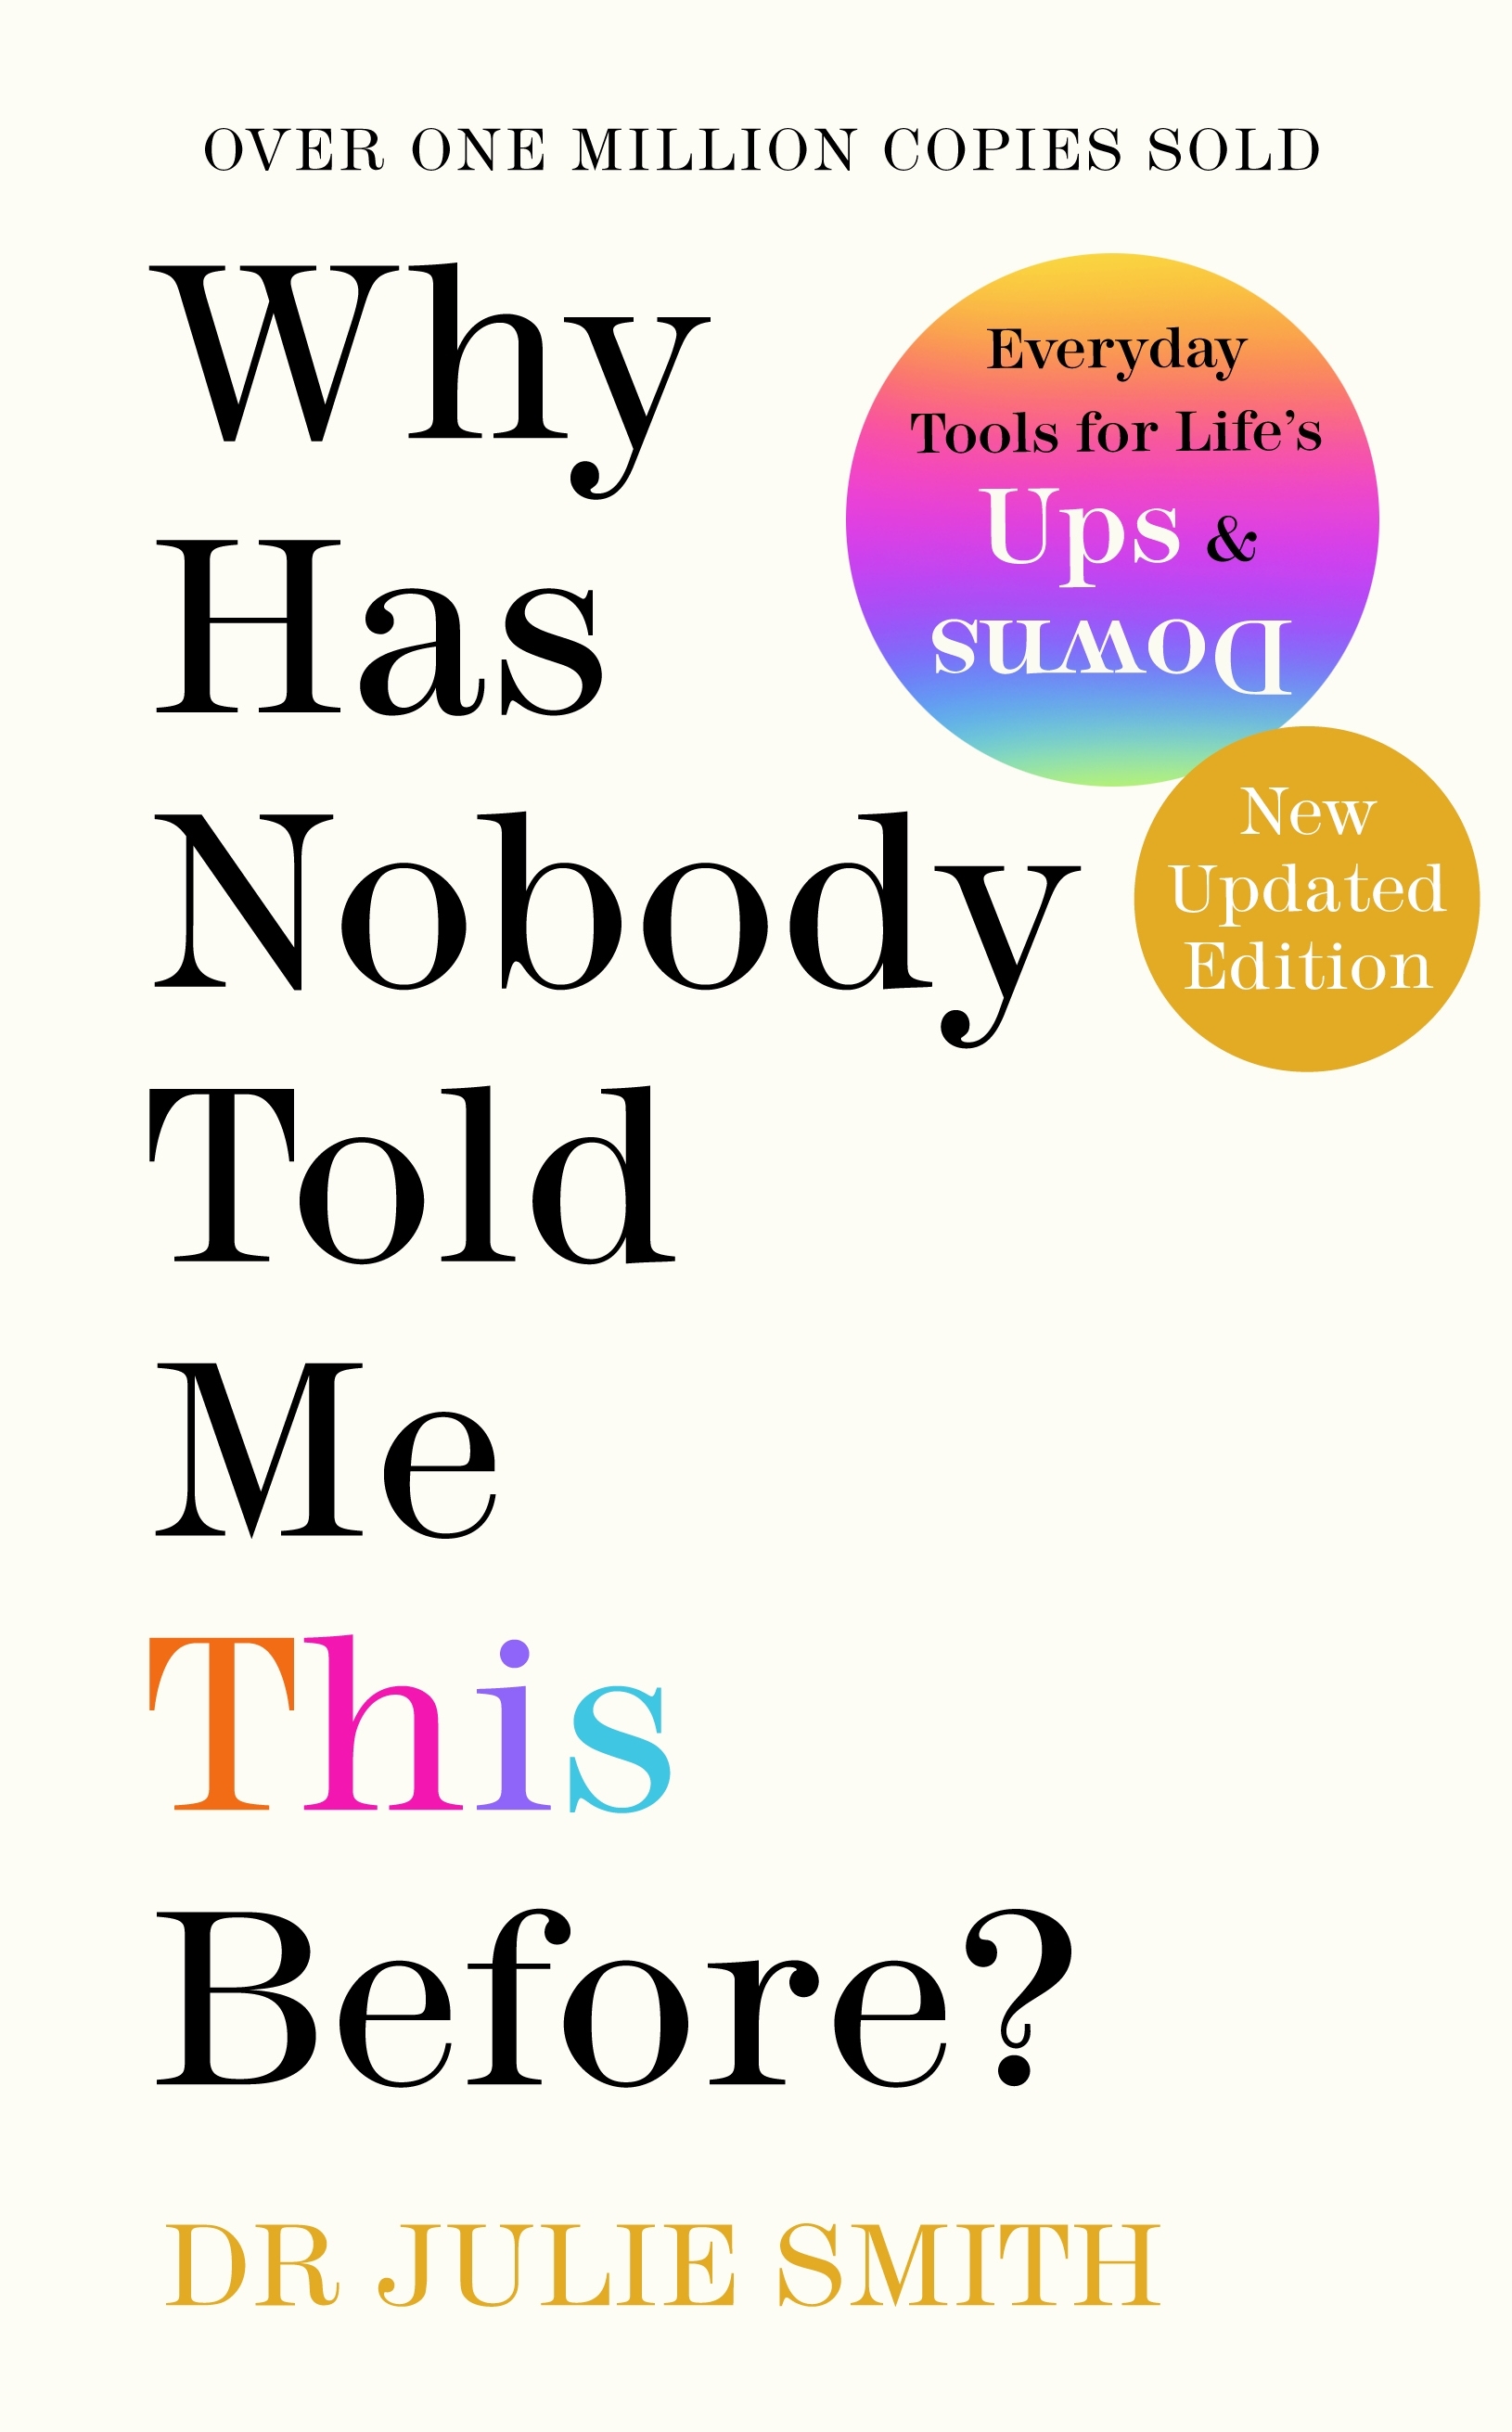 OVER ONE MILLION COPIES SOLD
Why
Has
Nobody
Told
Me
This
Before?
Everyday
Tools for Life's
Ups &
Downs
New
Updated
Edition
DR JULIE SMITH